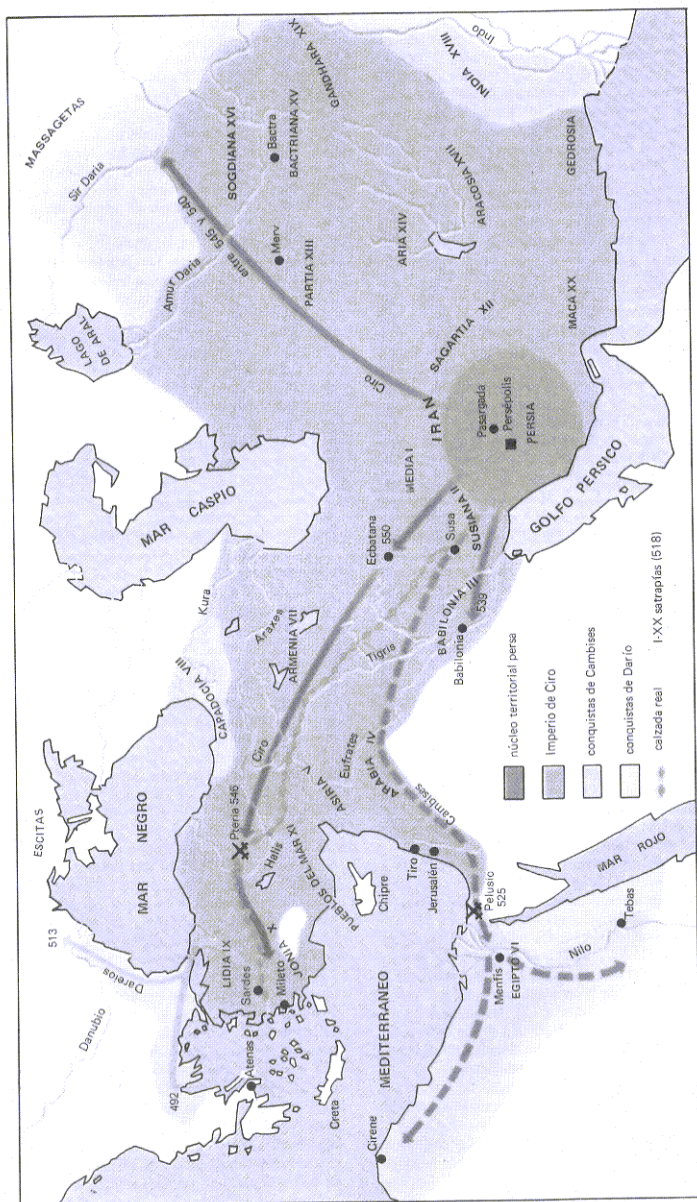 MASSAGETAS
Sir Daria
LAGO
DE ARAL
Amur Daria
entre 545 y 540
SOGDIANA XVI
Bactra
BACTRIANA XV
GANDHARA XIX
INDIA XVIII
Indo
Merv
PARTIA XIII
ARIA XIV
ARACOSIA XVII
GEDROSIA
SAGARTIA XII
MACA XX
Ciro
IRAN
MEDIA I
Pasargada
Persépolis
PERSIA
GOLFO PERSICO
MAR CASPIO
Ecbatana
550
Susa
SUSIANA II
Kura
Araxes
ARMENIA VII
Tigris
BABILONIA III
539
Babilonia
CAPADOCIA VIII
Ciro
ASIRIA V
Eufrates
ARABIA IV
Cambises
ESCITAS
MAR NEGRO
Pteria 546
Halis
PUEBLOS DEL MAR XI
Chipre
Tiro
Jerusalén
Pelusio
525
MAR ROJO
513
Dareios
Danubio
LIDIA IX
Sardes
Mileto
JONIA
X
492
Atenas
Creta
MEDITERRANEO
Cirene
Menfis
EGIPTO VI
Nilo
Tebas
núcleo territorial persa
Imperio de Ciro
conquistas de Cambises
conquistas de Darío
calzada real
I-XX satrapías (518)